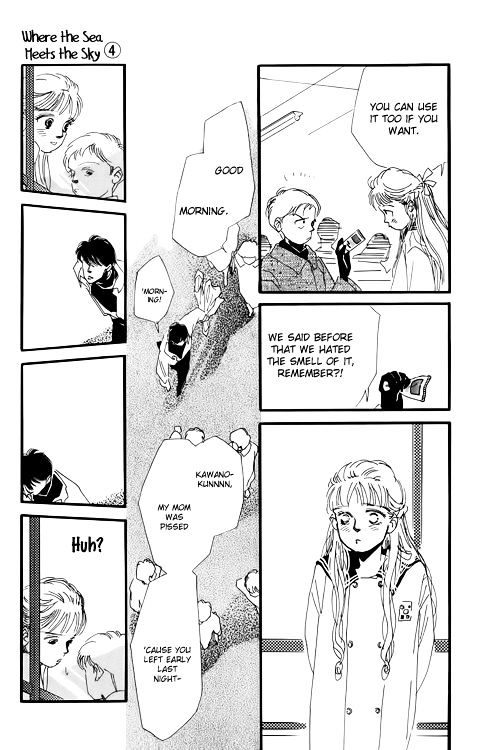 Where the Sea
Meets the Sky ④
YOU CAN USE
IT TOO IF YOU
WANT.
WE SAID BEFORE
THAT WE HATED
THE SMELL OF IT,
REMEMBER?!
GOOD
MORNING.
'MORN-
ING!
KAWANO-
KUNNNN,
MY MOM
WAS
PISSED
'CAUSE YOU
LEFT EARLY
LAST
NIGHT-
Huh?